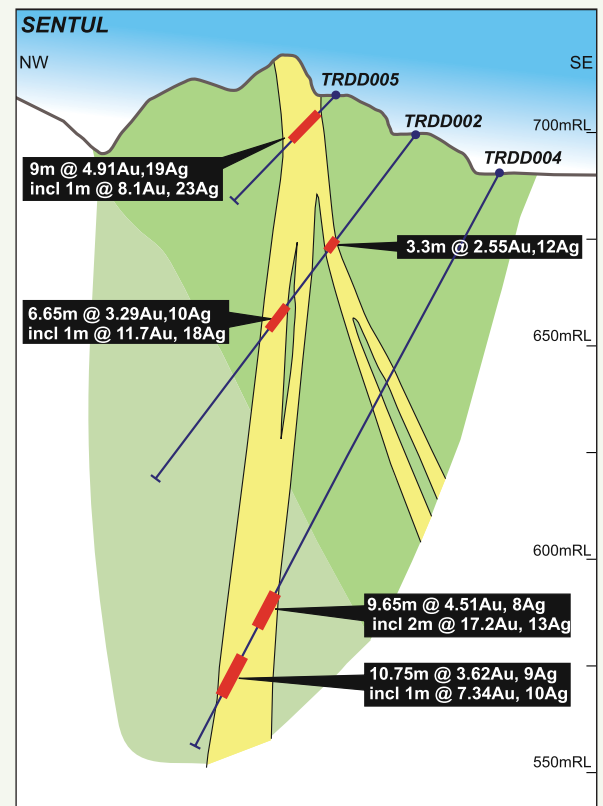 SENTUL
NW
SE
TRDD005
TRDD002
700mRL
TRDD004
9m @ 4.91Au,19Ag
incl 1m @ 8.1Au, 23Ag
3.3m @ 2.55Au,12Ag
6.65m @ 3.29Au,10Ag
incl 1m @ 11.7Au, 18Ag
650mRL
600mRL
9.65m @ 4.51Au, 8Ag
incl 2m @ 17.2Au, 13Ag
10.75m @ 3.62Au, 9Ag
incl 1m @ 7.34Au, 10Ag
550mRL